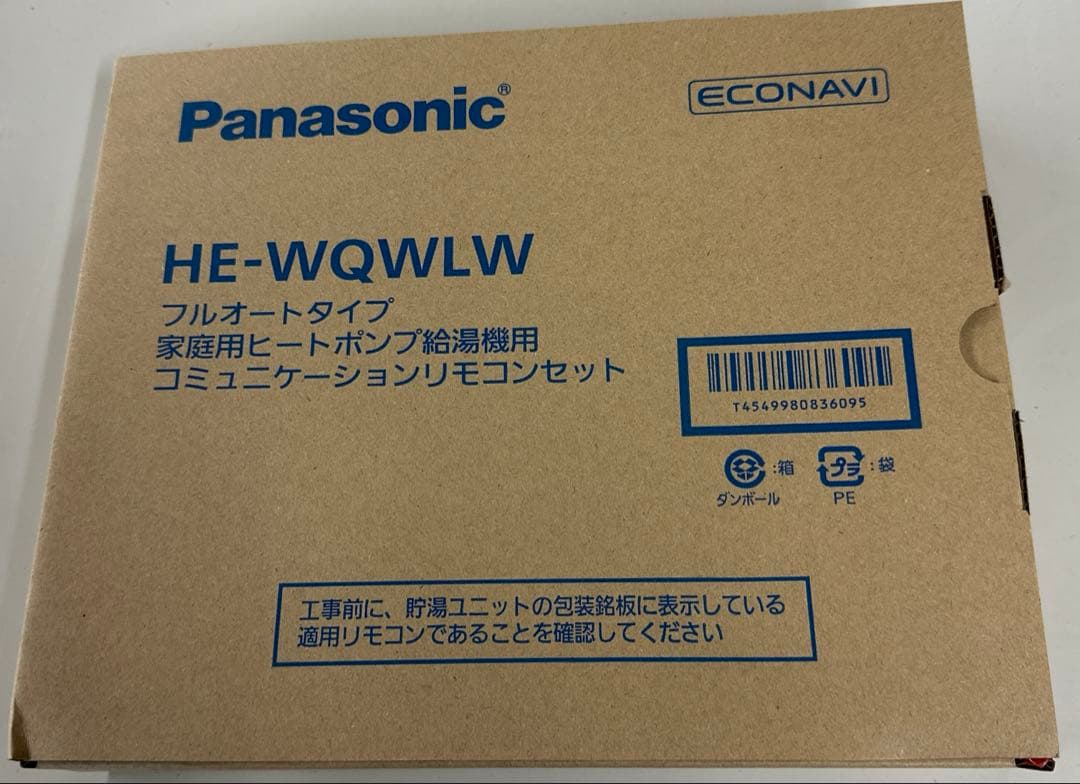 Panasonic®
ECONAVI
HE-WQWLW
フルオートタイプ
家庭用ヒートポンプ給湯機用
コミュニケーションリモコンセット
T4549980836095
:箱
プラ :袋
ダンボール
PE
工事前に、貯湯ユニットの包装銘板に表示している
適用リモコンであることを確認してください